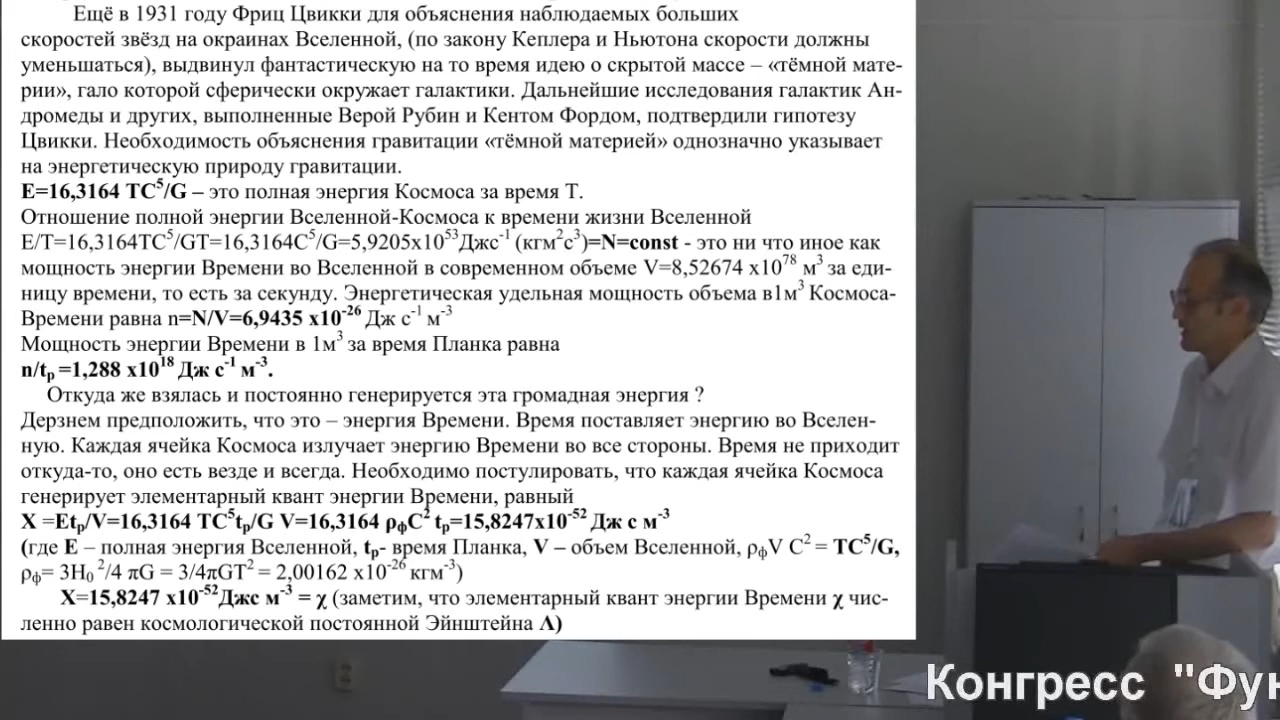 Ещё в 1931 году Фриц Цвикки для объяснения наблюдаемых больших
скоростей звёзд на окраинах Вселенной, (по закону Кеплера и Ньютона скорости должны
уменьшаться), выдвинул фантастическую на то время идею о скрытой массе – «тёмной мате-
рии», гало которой сферически окружает галактики. Дальнейшие исследования галактик Ан-
дромеды и других, выполненные Верой Рубин и Кентом Фордом, подтвердили гипотезу
Цвикки. Необходимость объяснения гравитации «тёмной материей» однозначно указывает
на энергетическую природу гравитации.
E=16,3164 TC⁵/G – это полная энергия Космоса за время Т.
Отношение полной энергии Вселенной-Космоса к времени жизни Вселенной
E/T=16,3164TC⁵/GT=16,3164C⁵/G=5,9205x10⁵³Джс⁻¹ (кгм²с³)=N=const - это ни что иное как
мощность энергии Времени во Вселенной в современном объеме V=8,52674 x10⁷⁸ м³ за еди-
ницу времени, то есть за секунду. Энергетическая удельная мощность объема в1м³ Космоса-
Времени равна n=N/V=6,9435 x10⁻²⁶ Дж с⁻¹ м⁻³
Мощность энергии Времени в 1м³ за время Планка равна
n/tₚ =1,288 x10¹⁸ Дж с⁻¹ м⁻³.
Откуда же взялась и постоянно генерируется эта громадная энергия ?
Дерзнем предположить, что это – энергия Времени. Время поставляет энергию во Вселен-
ную. Каждая ячейка Космоса излучает энергию Времени во все стороны. Время не приходит
откуда-то, оно есть везде и всегда. Необходимо постулировать, что каждая ячейка Космоса
генерирует элементарный квант энергии Времени, равный
X =Etₚ/V=16,3164 TC⁵tₚ/G V=16,3164 ρфC² tₚ=15,8247x10⁻⁵² Дж с м⁻³
(где E – полная энергия Вселенной, tₚ- время Планка, V – объем Вселенной, ρфV C² = TC⁵/G,
ρф= 3H₀ ²/4 πG = 3/4πGT² = 2,00162 x10⁻²⁶ кгм⁻³)
X=15,8247 x10⁻⁵²Джс м⁻³ = χ (заметим, что элементарный квант энергии Времени χ чис-
ленно равен космологической постоянной Эйнштейна Λ)
Конгресс "Фун